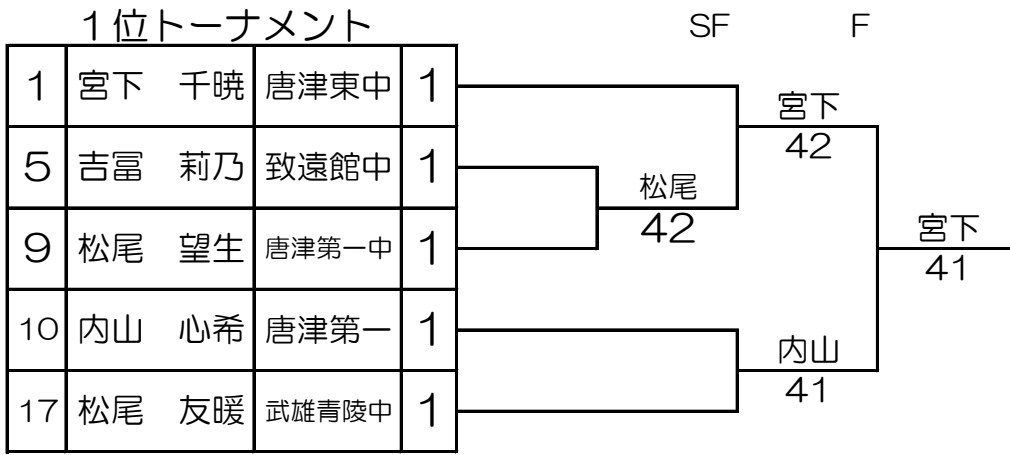 1位トーナメント SF F
1 宮下 千暁 唐津東中 1
宮下
42
5 吉冨 莉乃 致遠館中 1
松尾
42
9 松尾 望生 唐津第一中 1
宮下
41
10 内山 心希 唐津第一 1
内山
41
17 松尾 友暖 武雄青陵中 1